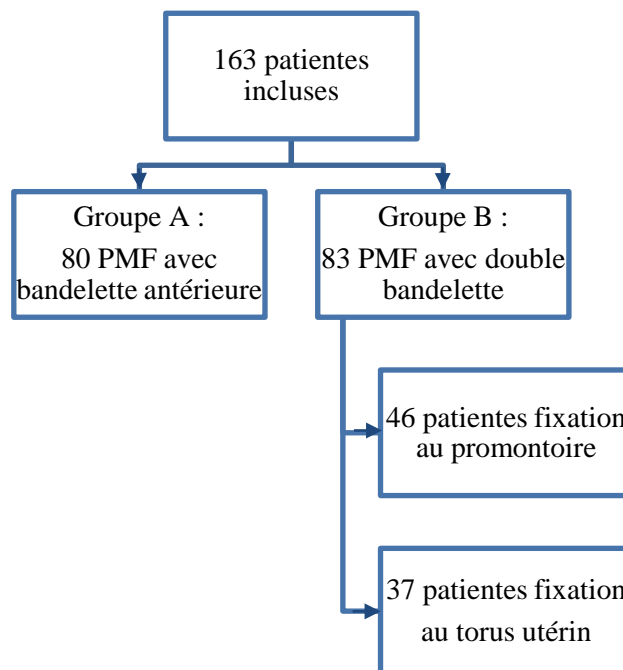 163 patientes
incluses
Groupe A :
80 PMF avec
bandelette antérieure
Groupe B :
83 PMF avec double
bandelette
46 patientes fixation
au promontoire
37 patientes fixation
au torus utérin